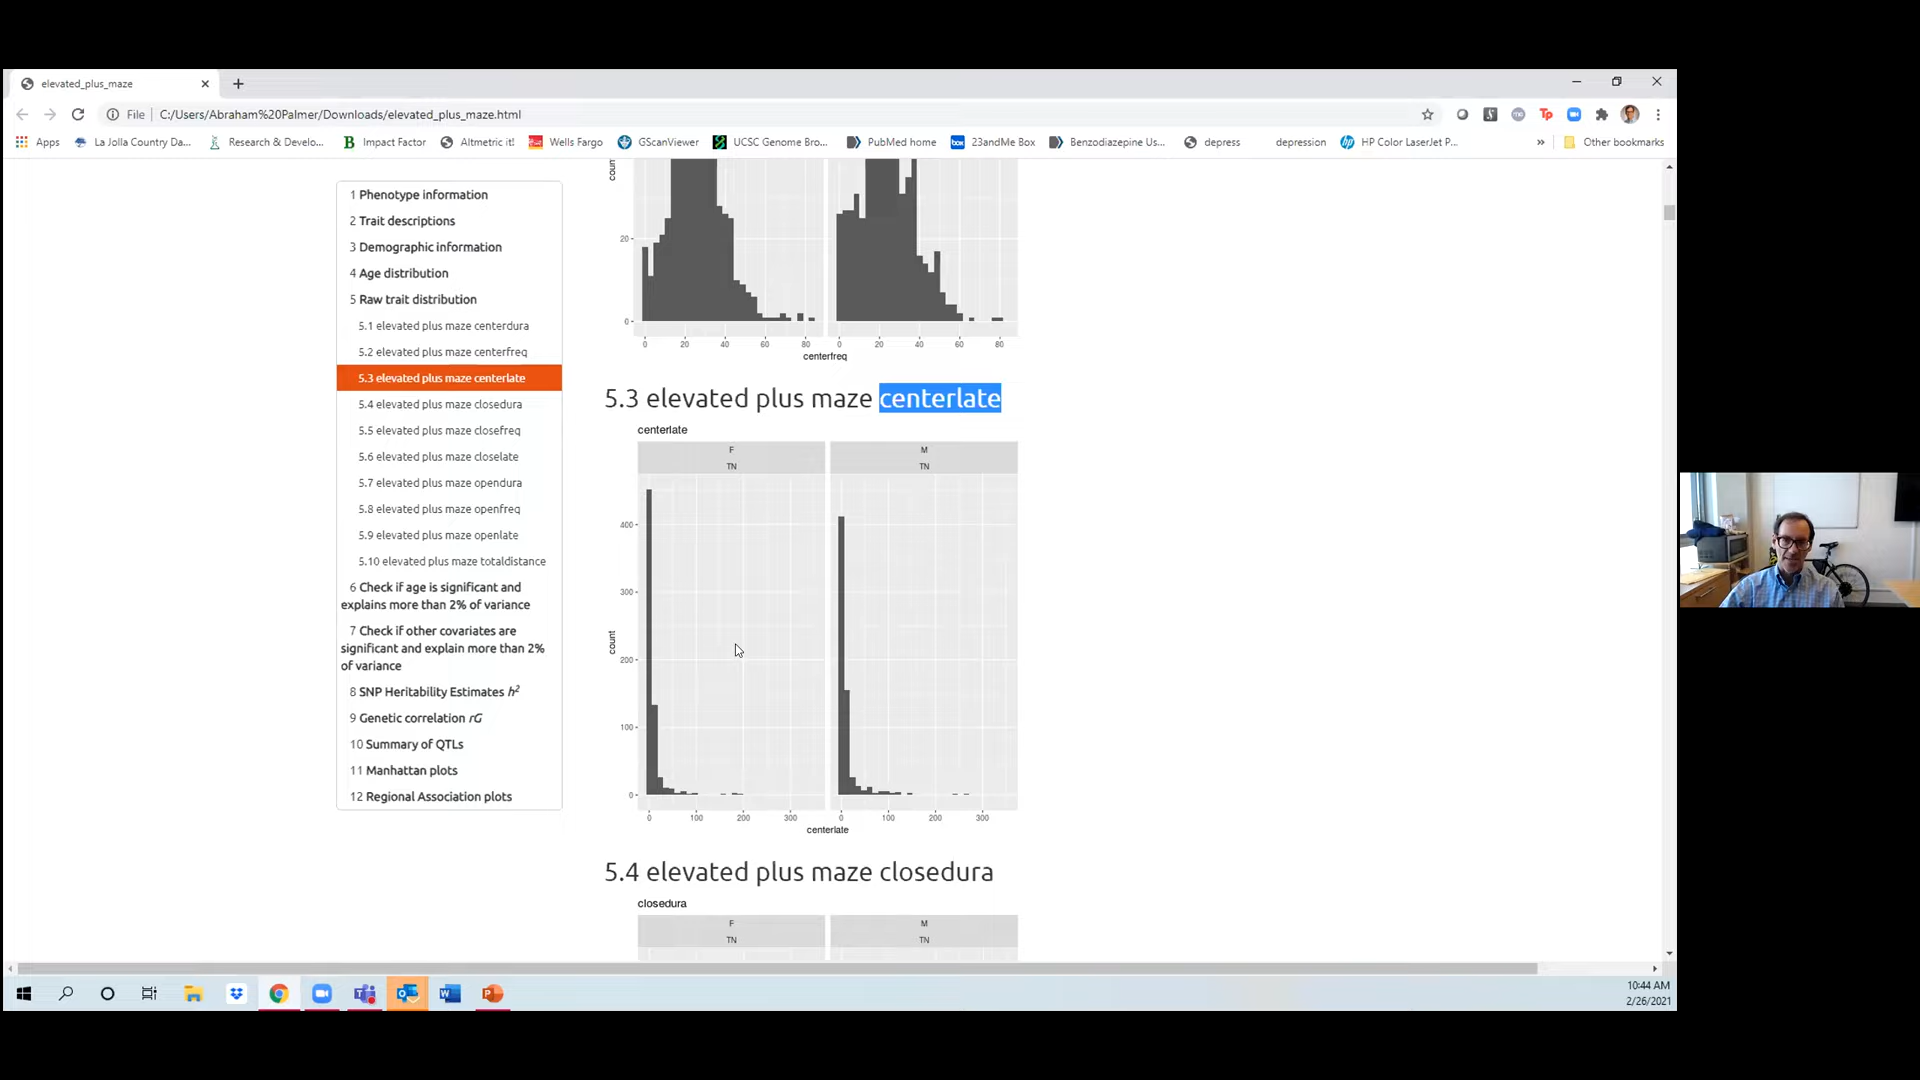 elevated_plus_maze
File
C:/Users/Abraham%20Palmer/Downloads/elevated_plus_maze.html
Apps
La Jolla Country Da...
Research & Develo...
Impact Factor
Altmetric it!
Wells Fargo
GScanViewer
UCSC Genome Bro...
PubMed home
23andMe Box
Benzodiazepine Us...
depress
depression
HP Color LaserJet P...
»
Other bookmarks
1 Phenotype information
2 Trait descriptions
3 Demographic information
4 Age distribution
5 Raw trait distribution
5.1 elevated plus maze centerdura
5.2 elevated plus maze centerfreq
5.3 elevated plus maze centerlate
5.4 elevated plus maze closedura
5.5 elevated plus maze closefreq
5.6 elevated plus maze closelate
5.7 elevated plus maze opendura
5.8 elevated plus maze openfreq
5.9 elevated plus maze openlate
5.10 elevated plus maze totaldistance
6 Check if age is significant and
explains more than 2% of variance
7 Check if other covariates are
significant and explain more than 2%
of variance
8 SNP Heritability Estimates h²
9 Genetic correlation rG
10 Summary of QTLs
11 Manhattan plots
12 Regional Association plots
count
20
0
0 20 40 60 80
0 20 40 60 80
centerfreq
5.3 elevated plus maze centerlate
centerlate
F M
TN TN
400
300
count
200
100
0
0 100 200 300
0 100 200 300
centerlate
5.4 elevated plus maze closedura
closedura
F M
TN TN
10:44 AM
2/26/2021